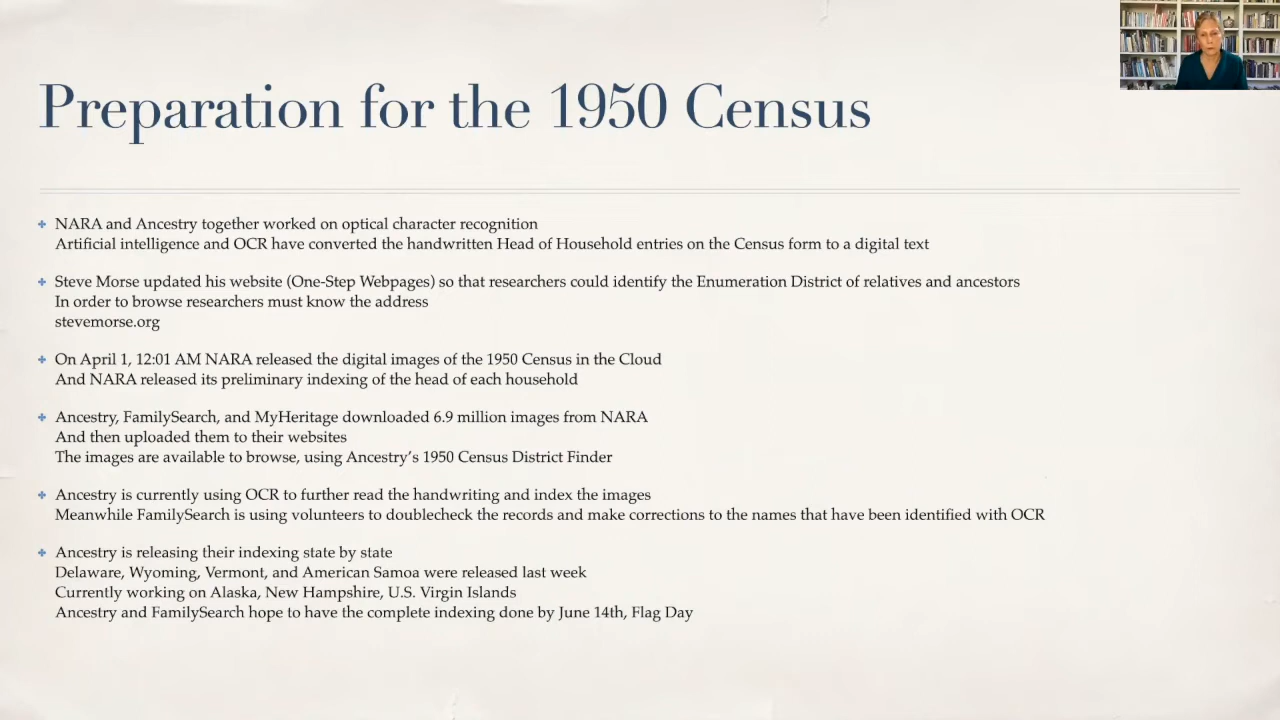 Preparation for the 1950 Census
NARA and Ancestry together worked on optical character recognition
Artificial intelligence and OCR have converted the handwritten Head of Household entries on the Census form to a digital text
Steve Morse updated his website (One-Step Webpages) so that researchers could identify the Enumeration District of relatives and ancestors
In order to browse researchers must know the address
stevemorse.org
On April 1, 12:01 AM NARA released the digital images of the 1950 Census in the Cloud
And NARA released its preliminary indexing of the head of each household
Ancestry, FamilySearch, and MyHeritage downloaded 6.9 million images from NARA
And then uploaded them to their websites
The images are available to browse, using Ancestry’s 1950 Census District Finder
Ancestry is currently using OCR to further read the handwriting and index the images
Meanwhile FamilySearch is using volunteers to doublecheck the records and make corrections to the names that have been identified with OCR
Ancestry is releasing their indexing state by state
Delaware, Wyoming, Vermont, and American Samoa were released last week
Currently working on Alaska, New Hampshire, U.S. Virgin Islands
Ancestry and FamilySearch hope to have the complete indexing done by June 14th, Flag Day